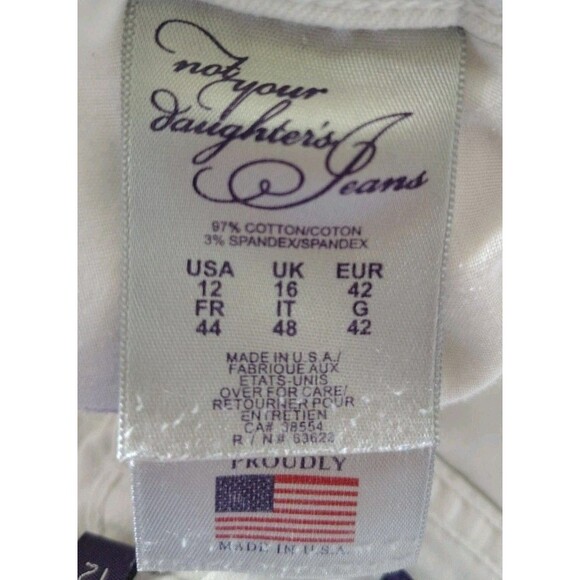 not your
daughter's
Jeans
97% COTTON/COTON
3% SPANDEX/SPANDEX
USA UK EUR
12 16 42
FR IT G
44 48 42
MADE IN U.S.A./
FABRIQUE AUX
ETATS-UNIS
OVER FOR CARE/
RETOURNER POUR
ENTRETIEN
CA# 38554
R / N# 63622
PROUDLY
MADE IN U.S.A.
12